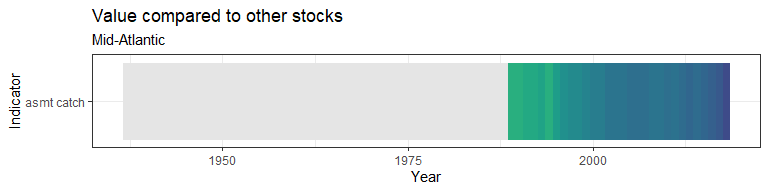 Value compared to other stocks
Mid-Atlantic
Indicator
asmt catch
1950
1975
2000
Year